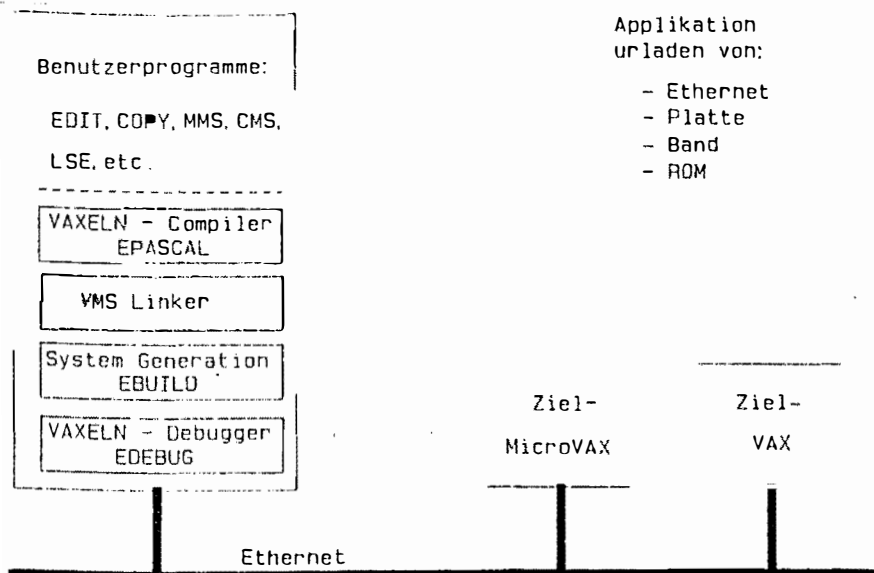 Benutzerprogramme:
EDIT, COPY, MMS, CMS,
LSE, etc.
VAXELN - Compiler
EPASCAL
VMS Linker
System Generation
EBUILD
VAXELN - Debugger
EDEBUG
Applikation
urladen von:
- Ethernet
- Platte
- Band
- ROM
Ziel-
MicroVAX
Ziel-
VAX
Ethernet